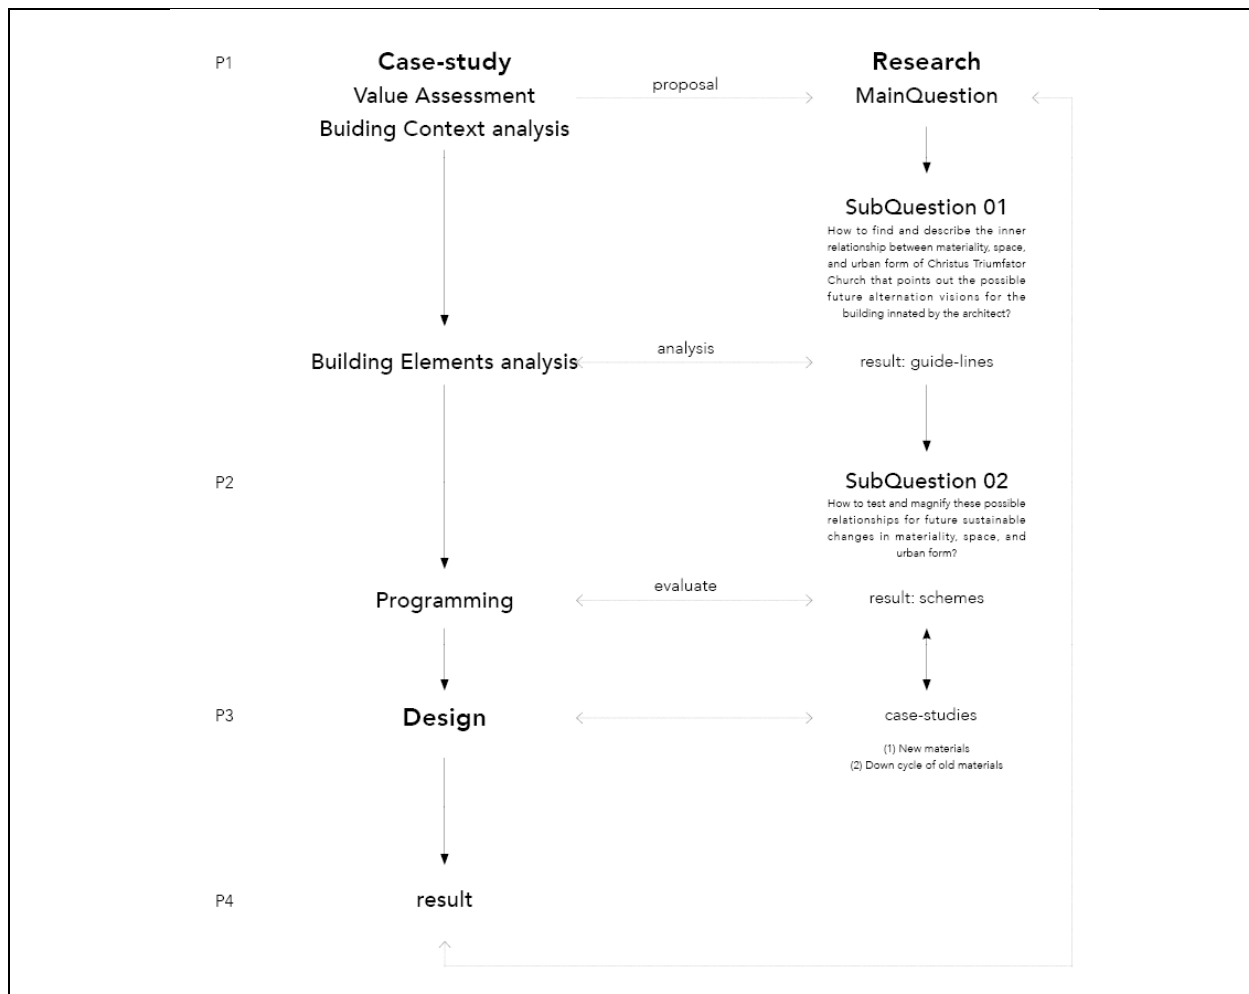 P1
Case-study
Research
Value Assessment
proposal
MainQuestion
Buiding Context analysis
SubQuestion 01
How to find and describe the inner
relationship between materiality, space,
and urban form of Christus Triumfator
Church that points out the possible
future alternation visions for the
building innated by the architect?
Building Elements analysis
analysis
result: guide-lines
P2
SubQuestion 02
How to test and magnify these possible
relationships for future sustainable
changes in materiality, space, and
urban form?
Programming
evaluate
result: schemes
P3
Design
case-studies
(1) New materials
(2) Down cycle of old materials
P4
result